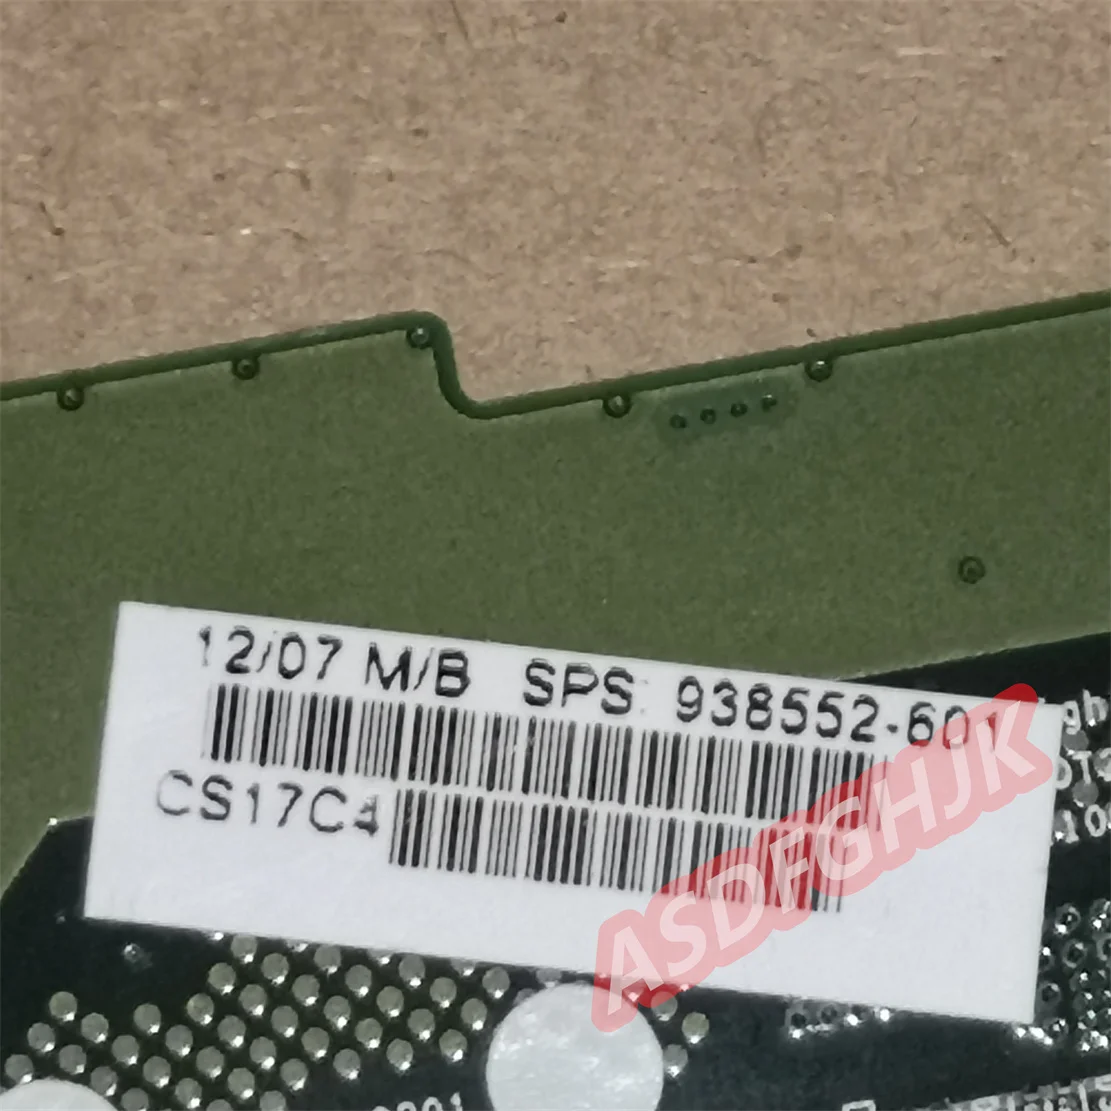 12/07 M/B SPS: 938552-601
CS17C4
ASDFGHJK